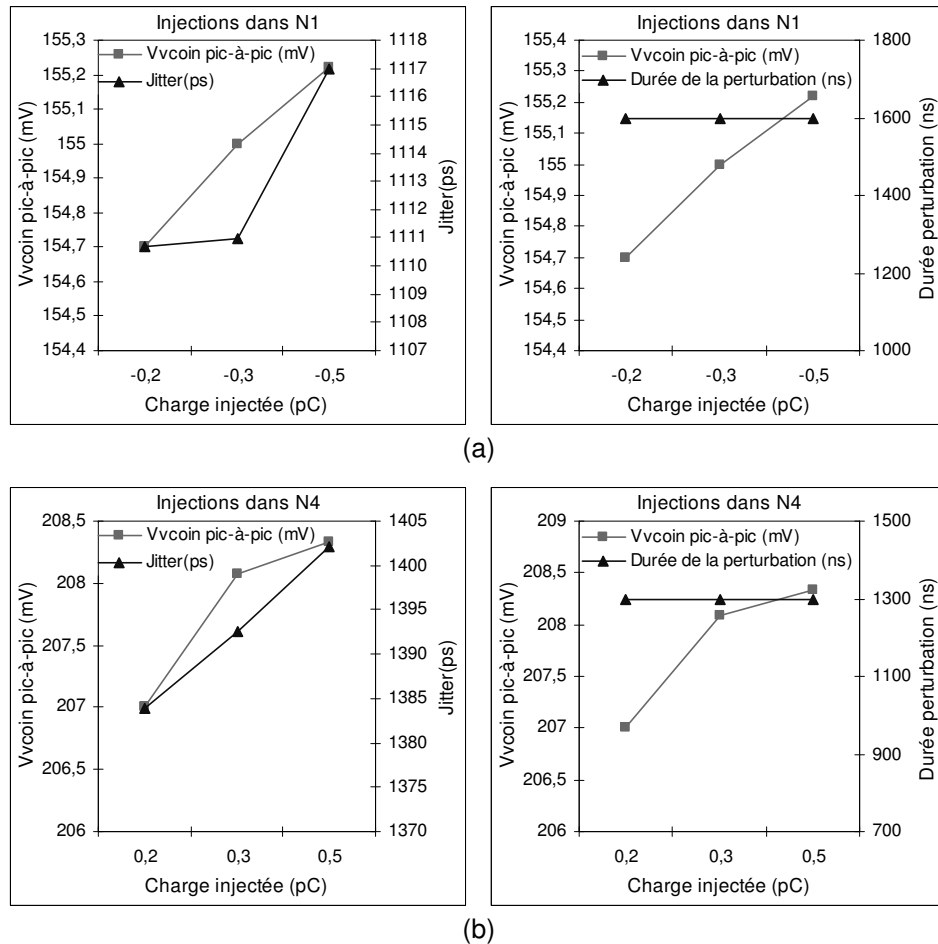 Injections dans N1
Vvcoin pic-à-pic (mV)
Jitter(ps)
155,3
155,2
155,1
155
154,9
154,8
154,7
154,6
154,5
154,4
Vvcoin pic-à-pic (mV)
1118
1117
1116
1115
1114
1113
1112
1111
1110
1109
1108
1107
Jitter(ps)
-0,2 -0,3 -0,5
Charge injectée (pC)
Injections dans N1
Vvcoin pic-à-pic (mV)
Durée de la perturbation (ns)
155,4
155,3
155,2
155,1
155
154,9
154,8
154,7
154,6
154,5
154,4
Vvcoin pic-à-pic (mV)
1800
1600
1400
1200
1000
Durée perturbation (ns)
-0,2 -0,3 -0,5
Charge injectée (pC)
(a)
Injections dans N4
Vvcoin pic-à-pic (mV)
Jitter(ps)
208,5
208
207,5
207
206,5
206
Vvcoin pic-à-pic (mV)
1405
1400
1395
1390
1385
1380
1375
1370
Jitter(ps)
0,2 0,3 0,5
Charge injectée (pC)
Injections dans N4
Vvcoin pic-à-pic (mV)
Durée de la perturbation (ns)
209
208,5
208
207,5
207
206,5
206
Vvcoin pic-à-pic (mV)
1500
1300
1100
900
700
Durée perturbation (ns)
0,2 0,3 0,5
Charge injectée (pC)
(b)